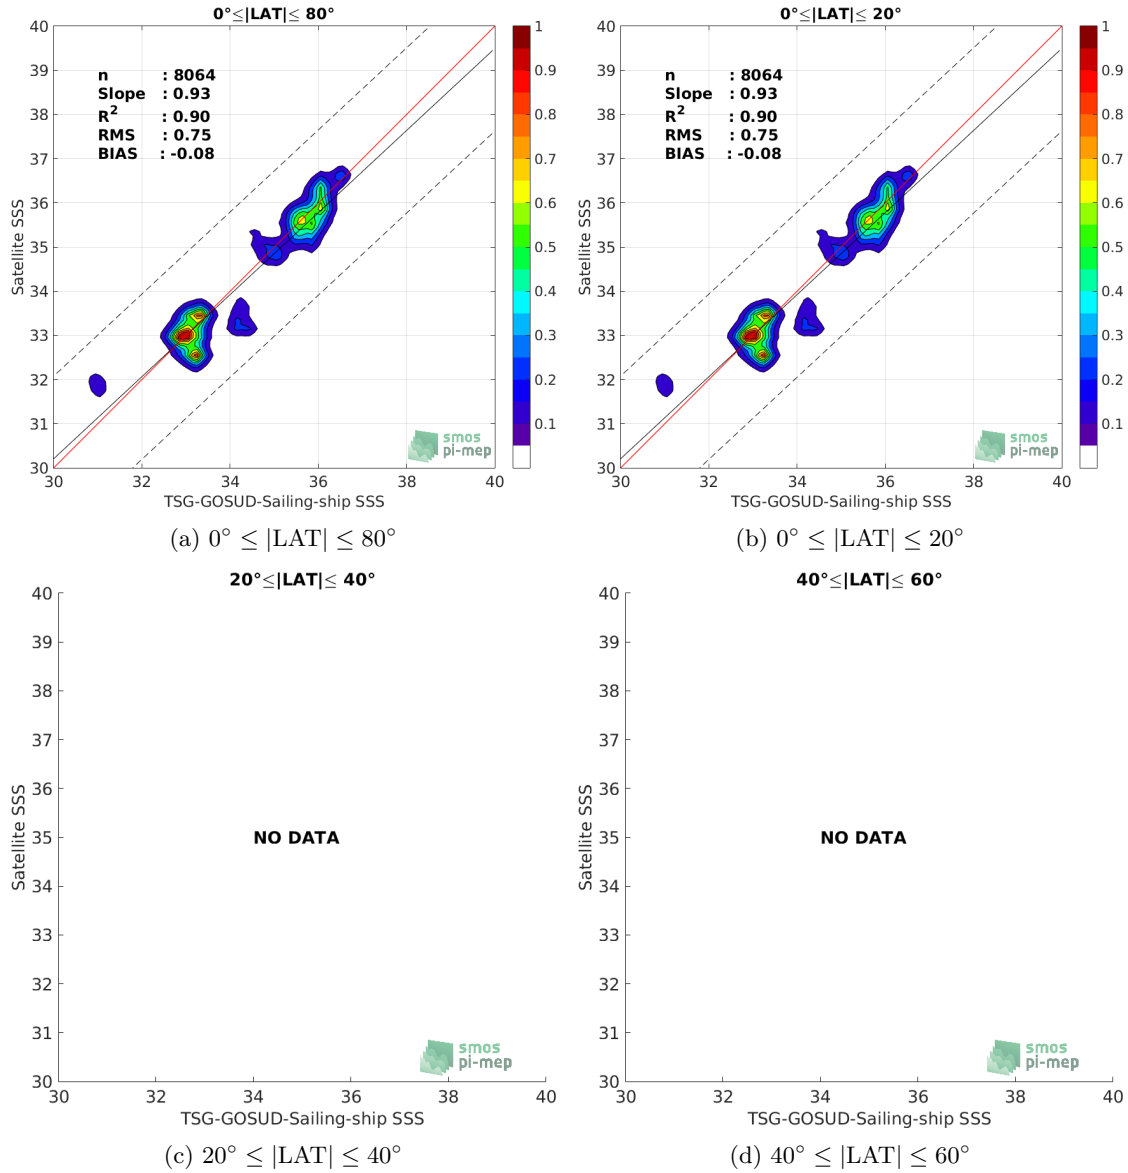 0°≤|LAT|≤ 80°
40
39
38
37
36
35
34
33
32
31
30
Satellite SSS
n : 8064
Slope : 0.93
R² : 0.90
RMS : 0.75
BIAS : -0.08
smos
pi-mep
30 32 34 36 38 40
TSG-GOSUD-Sailing-ship SSS
1
0.9
0.8
0.7
0.6
0.5
0.4
0.3
0.2
0.1
(a) 0° ≤ |LAT| ≤ 80°
0°≤|LAT|≤ 20°
40
39
38
37
36
35
34
33
32
31
30
Satellite SSS
n : 8064
Slope : 0.93
R² : 0.90
RMS : 0.75
BIAS : -0.08
smos
pi-mep
30 32 34 36 38 40
TSG-GOSUD-Sailing-ship SSS
1
0.9
0.8
0.7
0.6
0.5
0.4
0.3
0.2
0.1
(b) 0° ≤ |LAT| ≤ 20°
20°≤|LAT|≤ 40°
40
39
38
37
36
35
34
33
32
31
30
Satellite SSS
NO DATA
smos
pi-mep
30 32 34 36 38 40
TSG-GOSUD-Sailing-ship SSS
(c) 20° ≤ |LAT| ≤ 40°
40°≤|LAT|≤ 60°
40
39
38
37
36
35
34
33
32
31
30
Satellite SSS
NO DATA
smos
pi-mep
30 32 34 36 38 40
TSG-GOSUD-Sailing-ship SSS
(d) 40° ≤ |LAT| ≤ 60°